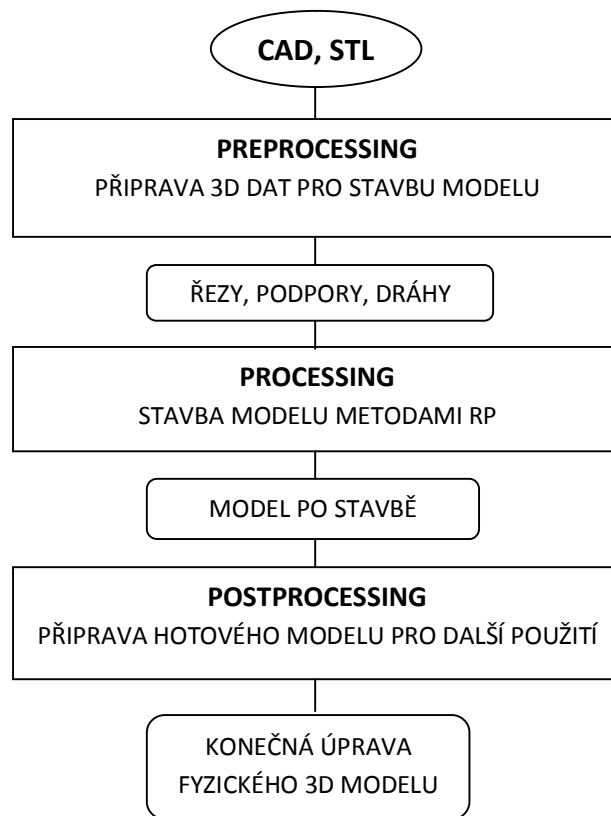 CAD, STL
PREPROCESSING
PŘIPRAVA 3D DAT PRO STAVBU MODELU
ŘEZY, PODPORY, DRÁHY
PROCESSING
STAVBA MODELU METODAMI RP
MODEL PO STAVBĚ
POSTPROCESSING
PŘIPRAVA HOTOVÉHO MODELU PRO DALŠÍ POUŽITÍ
KONEČNÁ ÚPRAVA
FYZICKÉHO 3D MODELU